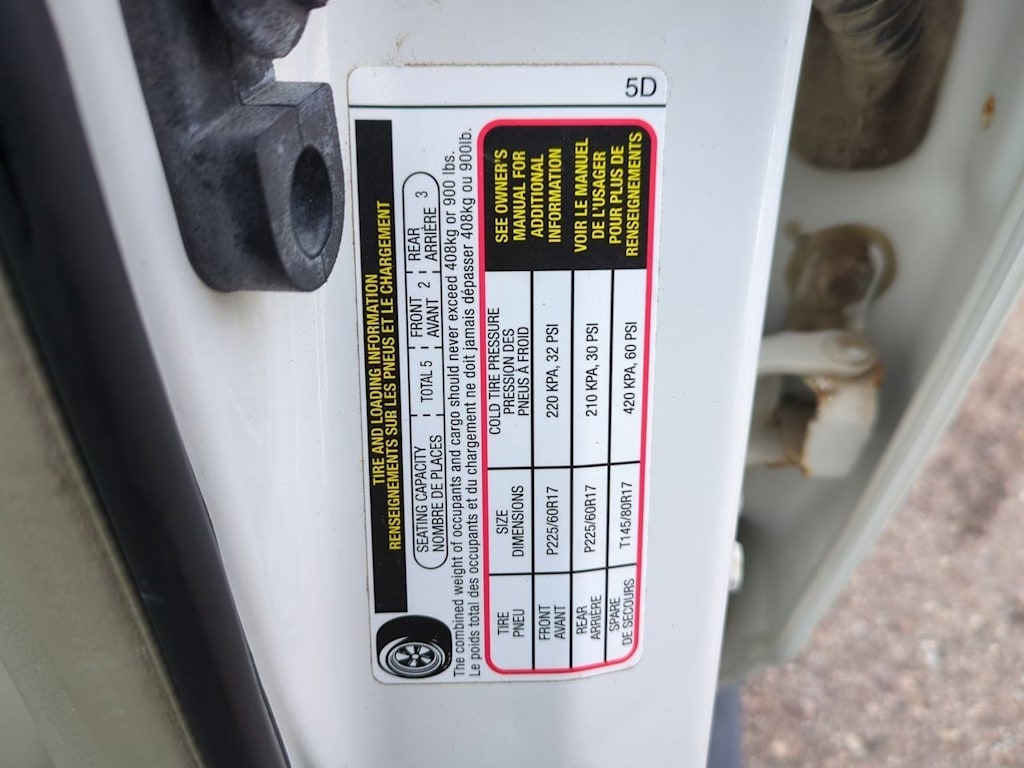 5D
TIRE AND LOADING INFORMATION
RENSEIGNEMENTS SUR LES PNEUS ET LE CHARGEMENT
SEATING CAPACITY TOTAL 5 FRONT 2 REAR 3
NOMBRE DE PLACES AVANT ARRIÈRE
The combined weight of occupants and cargo should never exceed 408kg or 900 lbs.
Le poids total des occupants et du chargement ne doit jamais dépasser 408kg ou 900lb.
TIRE
PNEU
SIZE
DIMENSIONS
COLD TIRE PRESSURE
PRESSION DES
PNEUS À FROID
FRONT
AVANT
P225/60R17
220 KPA, 32 PSI
REAR
ARRIÈRE
P225/60R17
210 KPA, 30 PSI
SPARE
DE SECOURS
T145/80R17
420 KPA, 60 PSI
SEE OWNER'S
MANUAL FOR
ADDITIONAL
INFORMATION
VOIR LE MANUEL
DE L'USAGER
POUR PLUS DE
RENSEIGNEMENTS